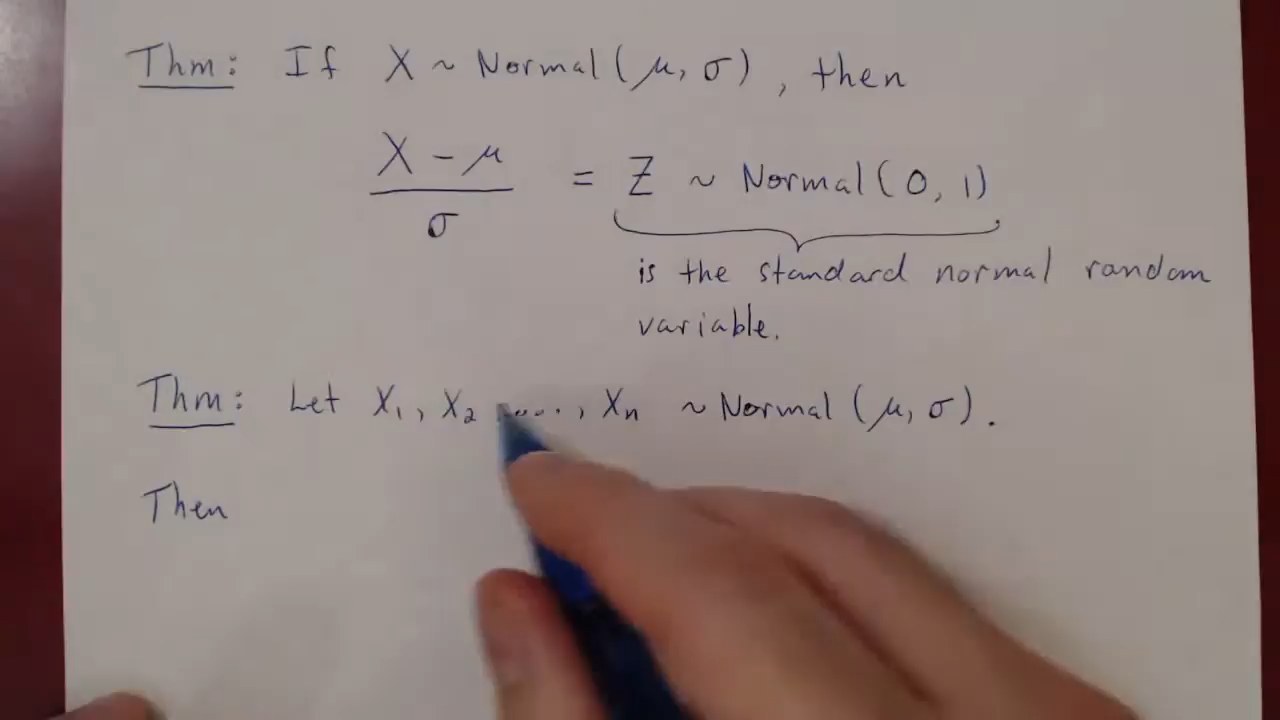 Thm: If X ~ Normal(μ, σ), then
X - μ
σ
= Z ~ Normal(0, 1)
is the standard normal random
variable.
Thm: Let X₁, X₂ ....., Xₙ ~ Normal (μ, σ).
Then